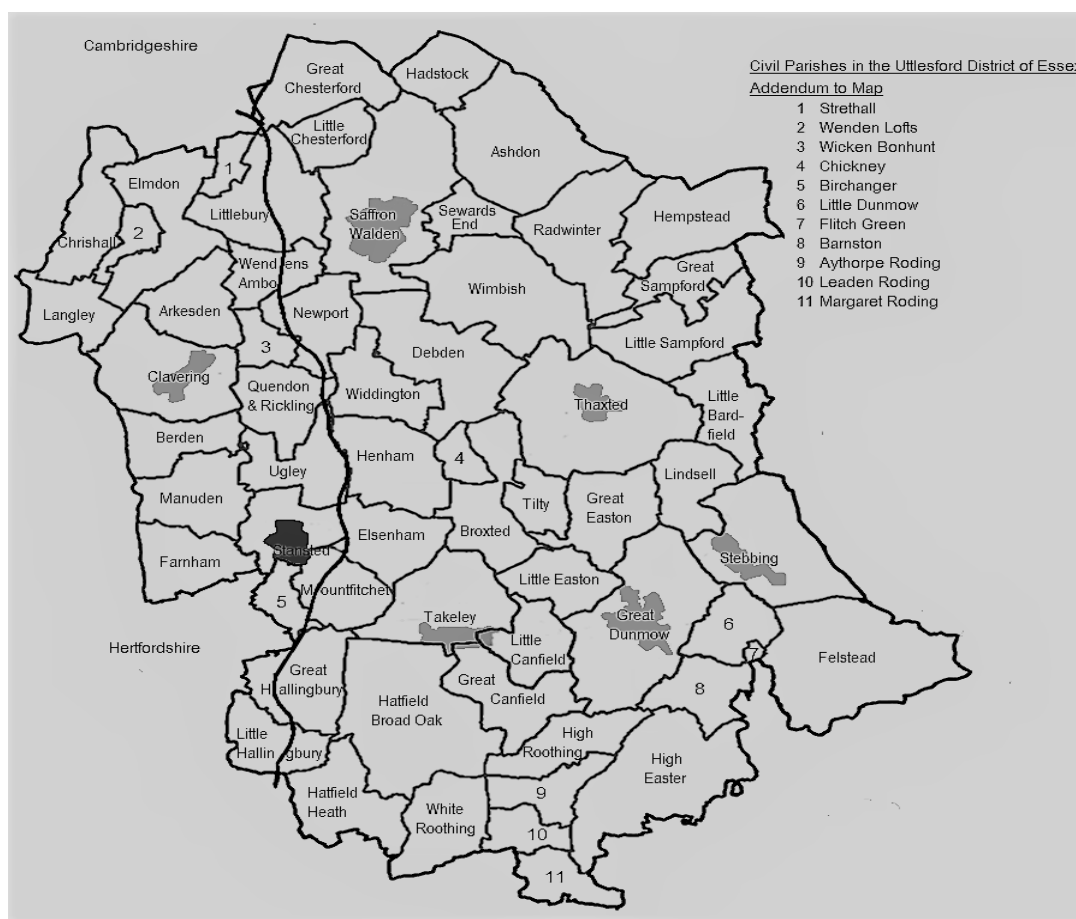 Cambridgeshire
Civil Parishes in the Uttlesford District of Essex
Addendum to Map
1 Strethall
2 Wenden Lofts
3 Wicken Bonhunt
4 Chickney
5 Birchanger
6 Little Dunmow
7 Flitch Green
8 Barnston
9 Aythorpe Roding
10 Leaden Roding
11 Margaret Roding
Great
Chesterford
Hadstock
Little
Chesterford
Ashdon
1
Elmdon
Littlebury
Saffron
Walden
Sewards
End
Radwinter
Hempstead
2
Chrishall
Wendens
Ambo
Wimbish
Great
Sampford
Langley
Arkesden
Newport
3
Debden
Little Sampford
Clavering
Quendon
& Rickling
Widdington
Thaxted
Little
Bard-
field
Berden
Ugley
Henham
4
Lindsell
Manuden
Tilty
Great
Easton
Farnham
Stansted
Elsenham
Broxted
Stebbing
5
Mountfitchet
Little Easton
Takeley
Great
Dunmow
6
Hertfordshire
Little
Canfield
7
Felstead
Great
Hallingbury
Great
Canfield
8
Hatfield
Broad Oak
Little
Hallingbury
High
Roothing
High
Easter
Hatfield
Heath
White
Roothing
9
10
11